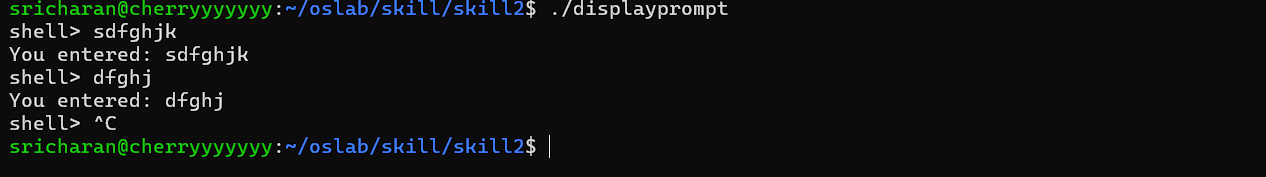 sricharan@cherryyyyyyy:~/oslab/skill/skill2$ ./displayprompt
shell> sdfghjk
You entered: sdfghjk
shell> dfghj
You entered: dfghj
shell> ^C
sricharan@cherryyyyyyy:~/oslab/skill/skill2$